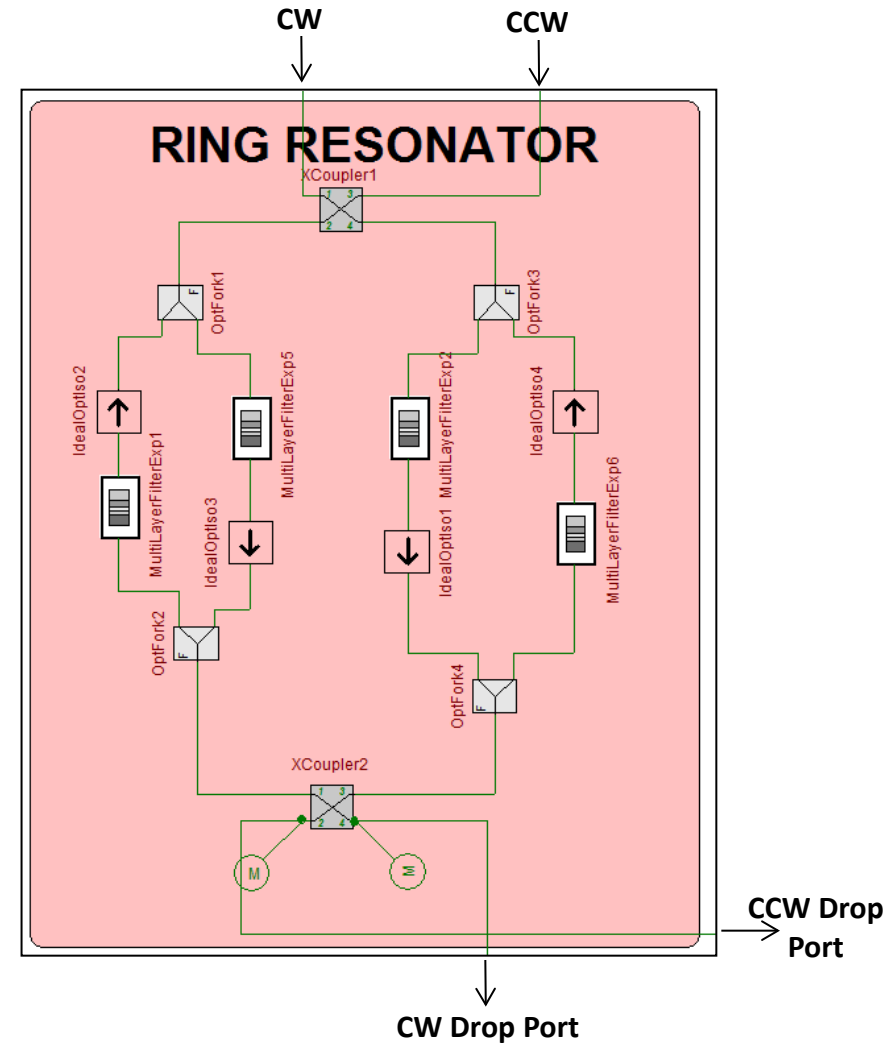 CW
CCW
RING RESONATOR
XCoupler1
1 3
2 4
OptFork1
F
OptFork3
F
IdealOptIso2
MultiLayerFilterExp5
MultiLayerFilterExp2
IdealOptIso4
MultiLayerFilterExp1
IdealOptIso3
IdealOptIso1
MultiLayerFilterExp6
OptFork2
F
OptFork4
F
XCoupler2
1 3
2 4
M
M
CCW Drop
Port
CW Drop Port